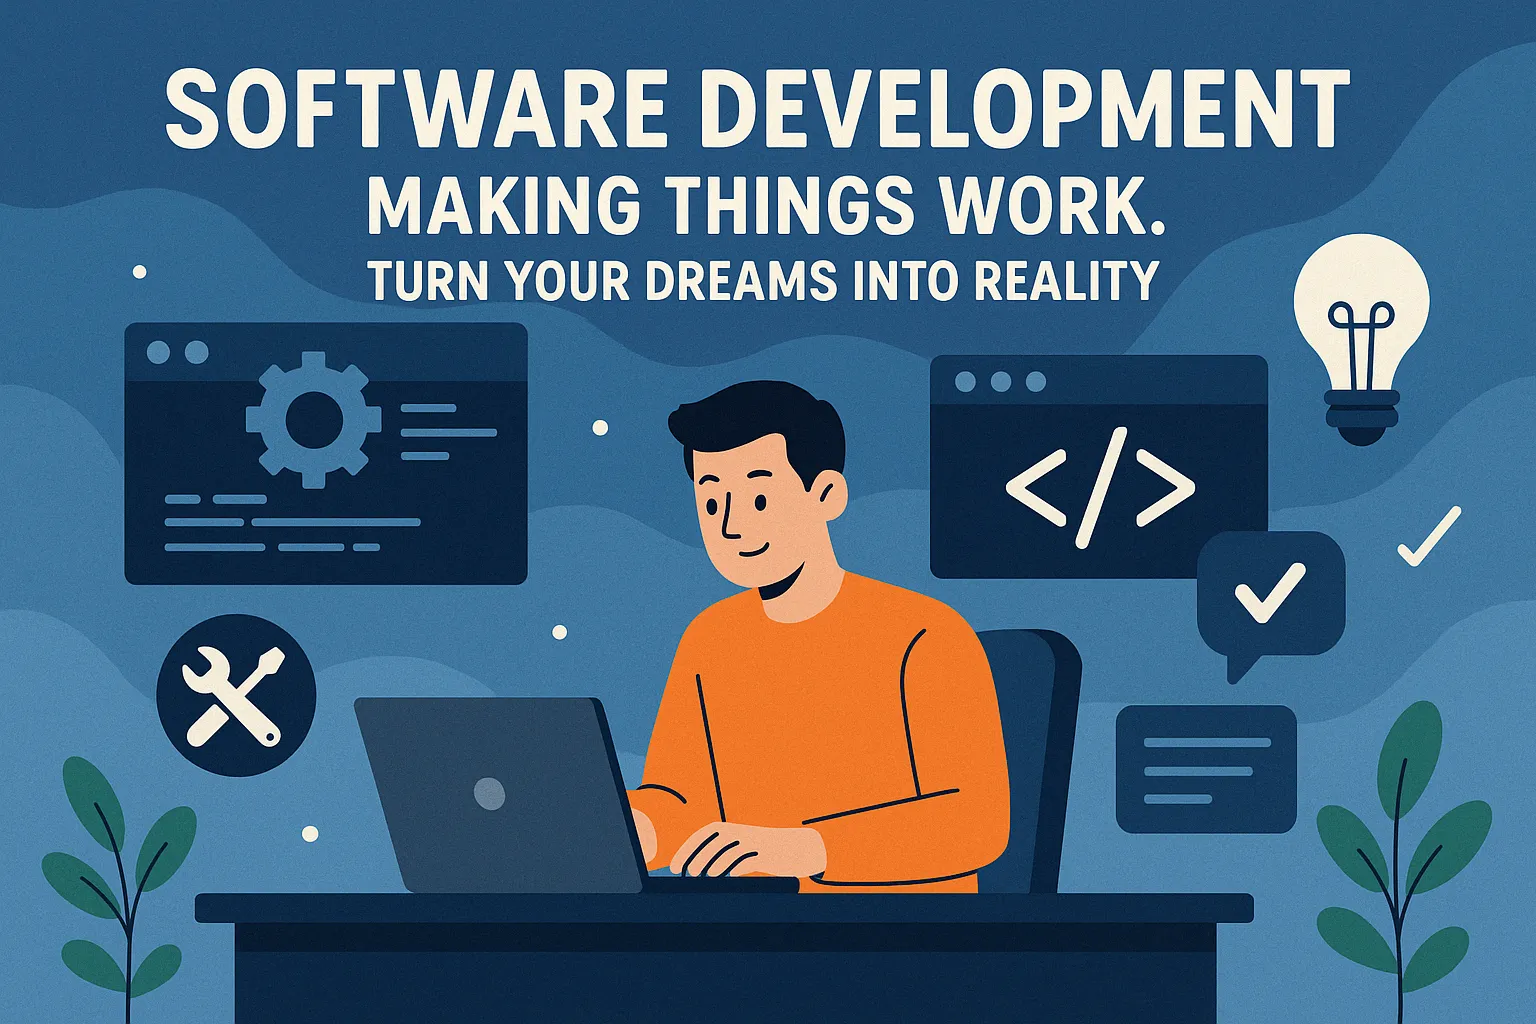 SOFTWARE DEVELOPMENT
MAKING THINGS WORK.
TURN YOUR DREAMS INTO REALITY
</>